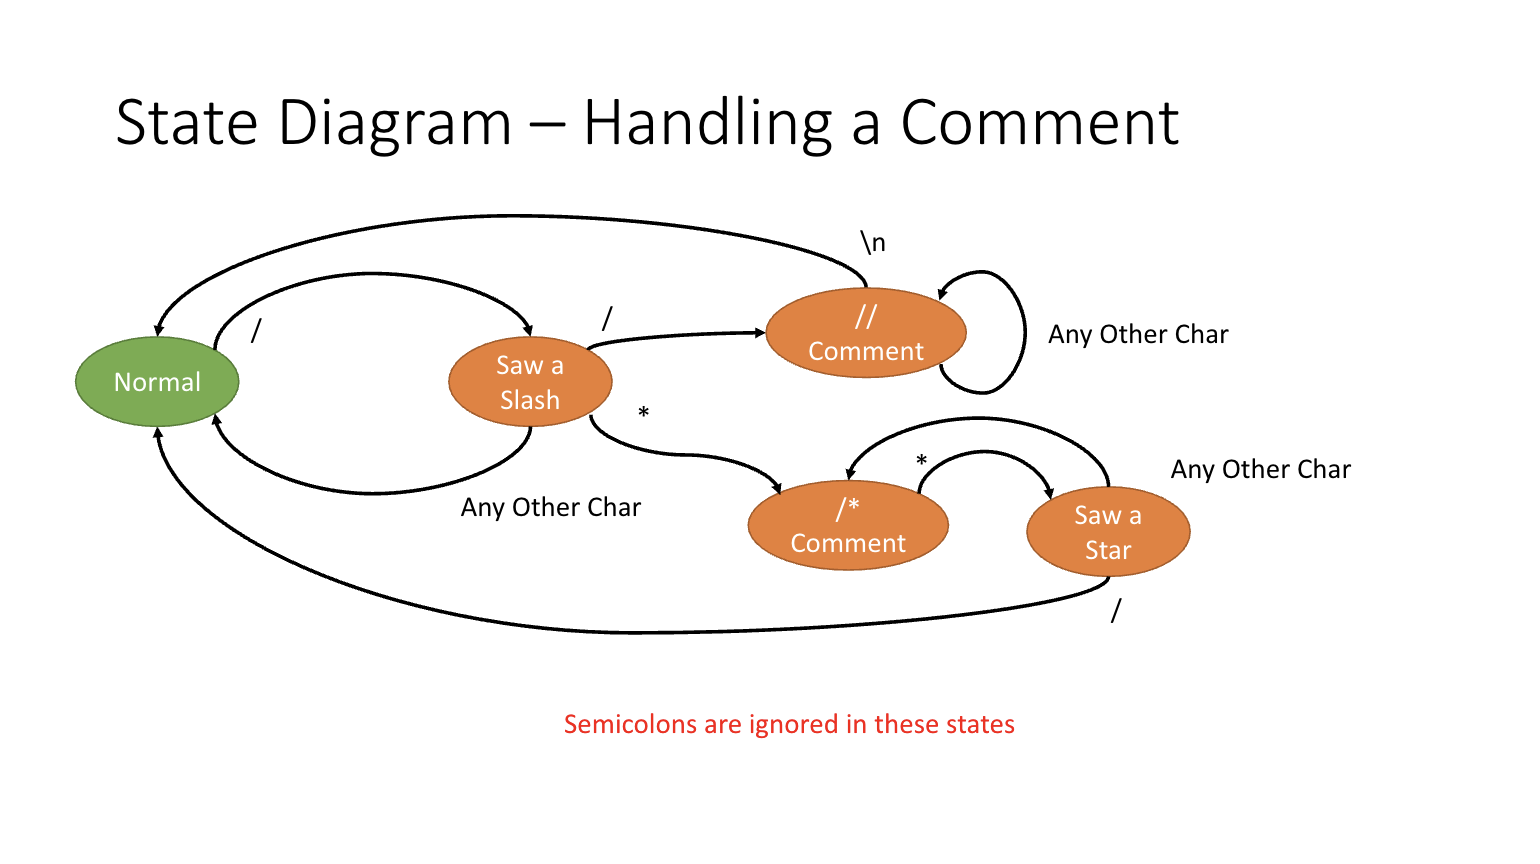 State Diagram – Handling a Comment
\n
/
/
//
Comment
Any Other Char
Normal
Saw a
Slash
*
*
Any Other Char
Any Other Char
/*
Comment
Saw a
Star
/
Semicolons are ignored in these states